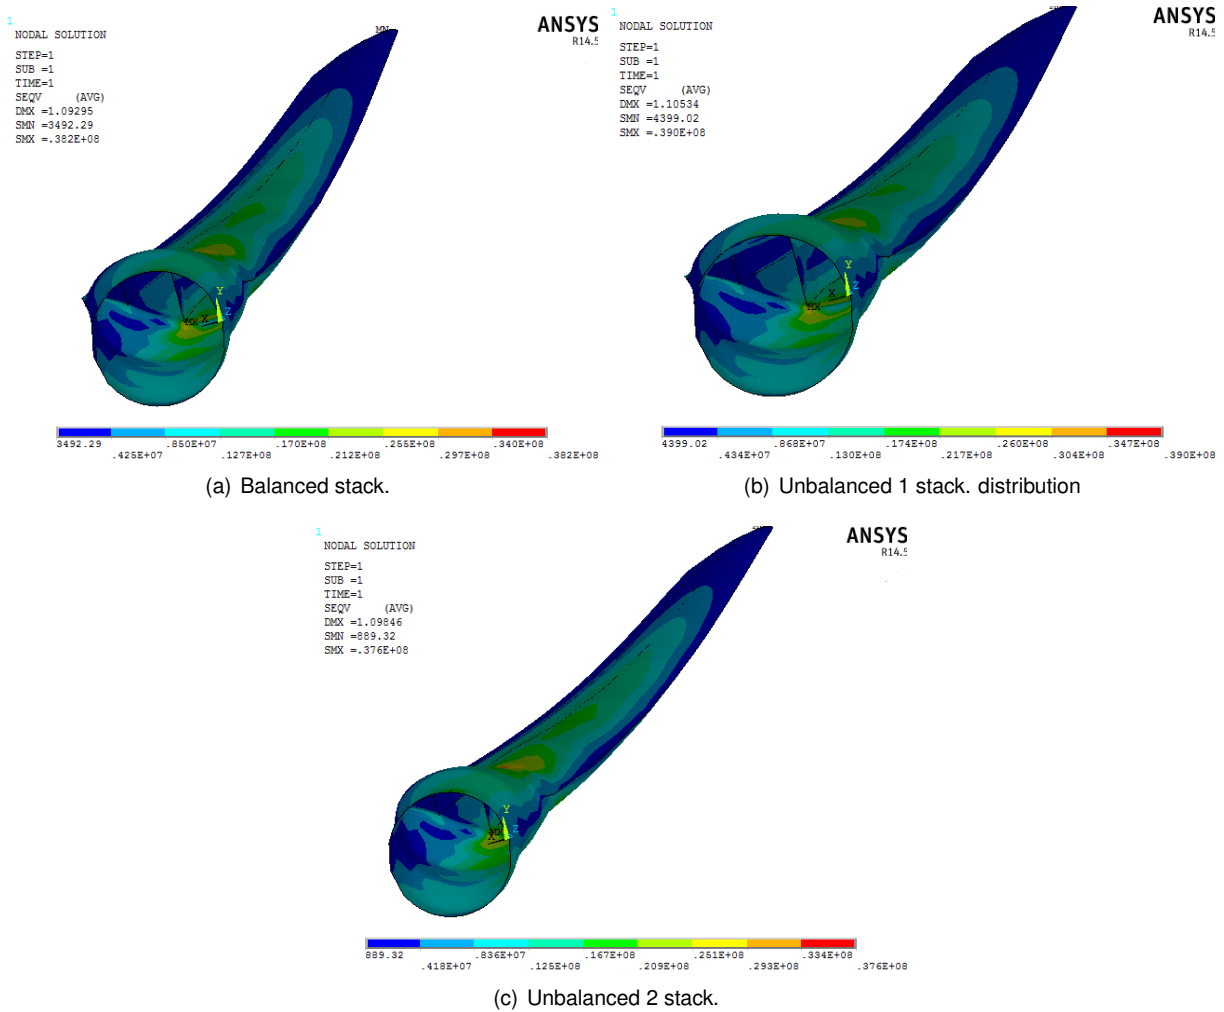 1
NODAL SOLUTION
STEP=1
SUB =1
TIME=1
SEQV (AVG)
DMX =1.09295
SMN =3492.29
SMX =.382E+08
ANSYS
R14.5
MN
Y
Z
X
MX
3492.29 .850E+07 .170E+08 .255E+08 .340E+08
.425E+07 .127E+08 .212E+08 .297E+08 .382E+08
(a) Balanced stack.
1
NODAL SOLUTION
STEP=1
SUB =1
TIME=1
SEQV (AVG)
DMX =1.10534
SMN =4399.02
SMX =.390E+08
ANSYS
R14.5
Y
Z
X
MX
4399.02 .868E+07 .174E+08 .260E+08 .347E+08
.434E+07 .130E+08 .217E+08 .304E+08 .390E+08
(b) Unbalanced 1 stack. distribution
1
NODAL SOLUTION
STEP=1
SUB =1
TIME=1
SEQV (AVG)
DMX =1.09846
SMN =889.32
SMX =.376E+08
ANSYS
R14.5
Y
Z
MX
X
889.32 .836E+07 .167E+08 .251E+08 .334E+08
.418E+07 .125E+08 .209E+08 .293E+08 .376E+08
(c) Unbalanced 2 stack.